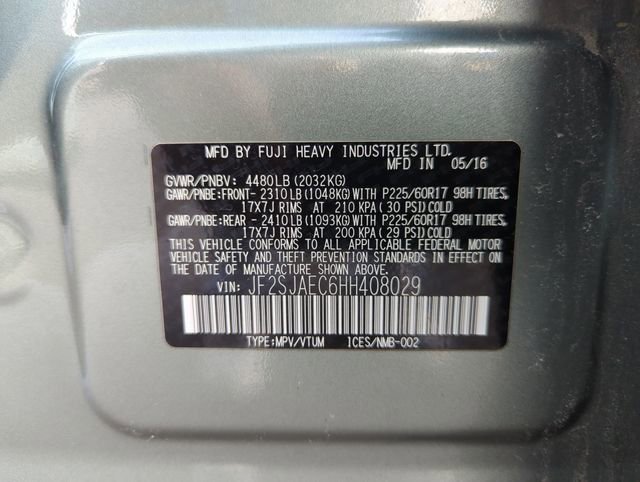 MFD BY FUJI HEAVY INDUSTRIES LTD.
MFD IN 05/16
GVWR/PNBV: 4480LB(2032KG)
GAWR/PNBE:FRONT-2310LB(1048KG)WITH P225/60R17 98H TIRES,
17X7J RIMS AT 210 KPA(30 PSI)COLD
GAWR/PNBE:REAR -2410LB(1093KG)WITH P225/60R17 98H TIRES,
17X7J RIMS AT 200 KPA(29 PSI)COLD
THIS VEHICLE CONFORMS TO ALL APPLICABLE FEDERAL MOTOR
VEHICLE SAFETY AND THEFT PREVENTION STANDARDS IN EFFECT
ON THE DATE OF MANUFACTURE SHOWN ABOVE.
VIN: JF2SJAEC6HH408029
TYPE:MPV/VTUM ICES/NMB-002